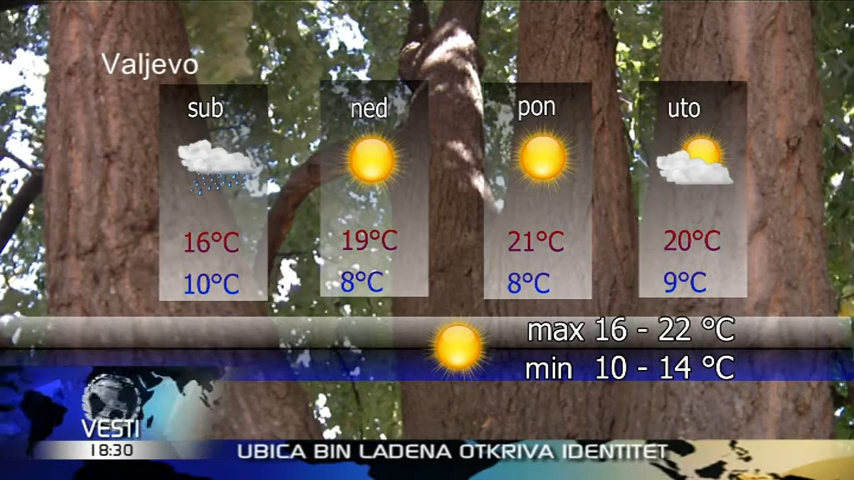 Valjevo
sub ned pon uto
16°C 19°C 21°C 20°C
10°C 8°C 8°C 9°C
max 16 - 22 °C
min 10 - 14 °C
VESTI
18:30
UBICA BIN LADENA OTKRIVA IDENTITET